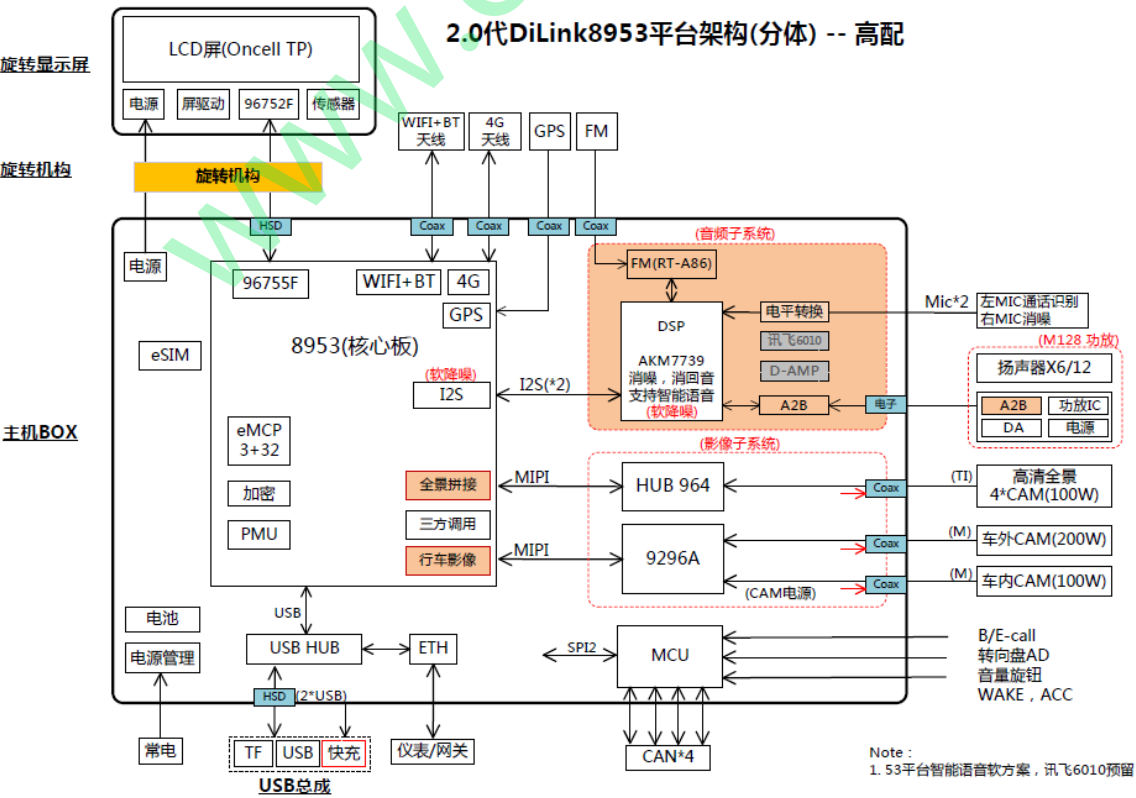 2.0代DiLink8953平台架构(分体) -- 高配
LCD屏(Oncell TP)
旋转显示屏
电源
屏驱动
96752F
传感器
WIFI+BT
天线
4G
天线
GPS
FM
旋转机构
旋转机构
HSD
Coax
Coax
Coax
Coax
(音频子系统)
电源
96755F
WIFI+BT
4G
GPS
FM(RT-A86)
eSIM
8953(核心板)
(软降噪)
I2S
I2S(*2)
DSP
AKM7739
消噪，消回音
支持智能语音
(软降噪)
电平转换
讯飞6010
D-AMP
A2B
电子
Mic*2
左MIC通话识别
右MIC消噪
(M128 功放)
扬声器X6/12
A2B
功放IC
DA
电源
主机BOX
eMCP
3+32
加密
PMU
(影像子系统)
全景拼接
MIPI
HUB 964
Coax
(TI)
高清全景
4*CAM(100W)
三方调用
行车影像
MIPI
9296A
Coax
(M)
车外CAM(200W)
(CAM电源)
Coax
(M)
车内CAM(100W)
USB
电池
电源管理
USB HUB
ETH
SPI2
MCU
B/E-call
转向盘AD
音量旋钮
WAKE，ACC
HSD
(2*USB)
常电
TF
USB
快充
仪表/网关
CAN*4
USB总成
Note：
1. 53平台智能语音软方案，讯飞6010预留
www.